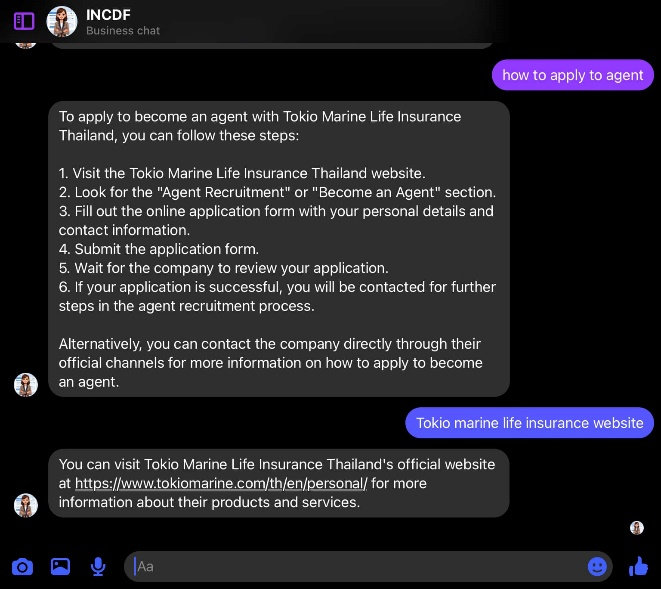 INCDF
Business chat
how to apply to agent
To apply to become an agent with Tokio Marine Life Insurance
Thailand, you can follow these steps:
1. Visit the Tokio Marine Life Insurance Thailand website.
2. Look for the "Agent Recruitment" or "Become an Agent" section.
3. Fill out the online application form with your personal details and
contact information.
4. Submit the application form.
5. Wait for the company to review your application.
6. If your application is successful, you will be contacted for further
steps in the agent recruitment process.
Alternatively, you can contact the company directly through their
official channels for more information on how to apply to become
an agent.
Tokio marine life insurance website
You can visit Tokio Marine Life Insurance Thailand's official website
at https://www.tokiomarine.com/th/en/personal/ for more
information about their products and services.
Aa